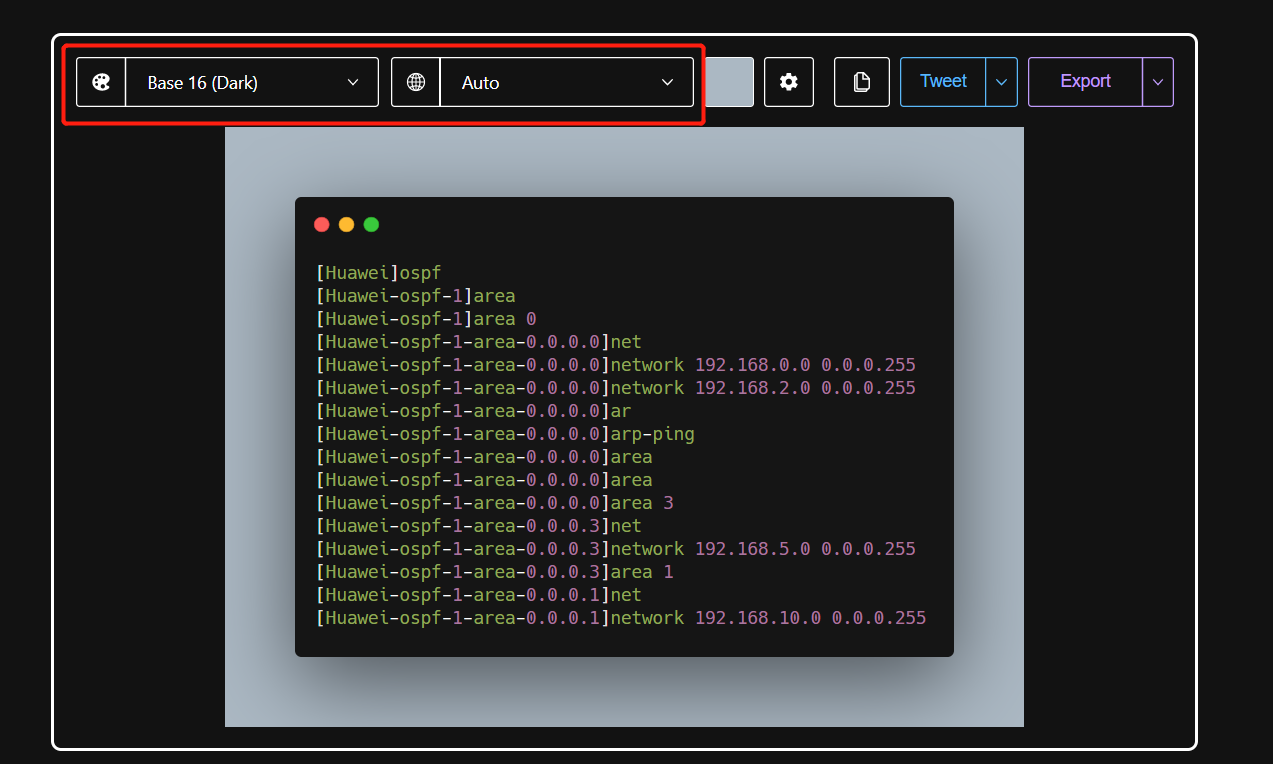 Base 16 (Dark)
Auto
Tweet
Export
[Huawei]ospf
[Huawei-ospf-1]area
[Huawei-ospf-1]area 0
[Huawei-ospf-1-area-0.0.0.0]net
[Huawei-ospf-1-area-0.0.0.0]network 192.168.0.0 0.0.0.255
[Huawei-ospf-1-area-0.0.0.0]network 192.168.2.0 0.0.0.255
[Huawei-ospf-1-area-0.0.0.0]ar
[Huawei-ospf-1-area-0.0.0.0]arp-ping
[Huawei-ospf-1-area-0.0.0.0]area
[Huawei-ospf-1-area-0.0.0.0]area
[Huawei-ospf-1-area-0.0.0.0]area 3
[Huawei-ospf-1-area-0.0.0.3]net
[Huawei-ospf-1-area-0.0.0.3]network 192.168.5.0 0.0.0.255
[Huawei-ospf-1-area-0.0.0.3]area 1
[Huawei-ospf-1-area-0.0.0.1]net
[Huawei-ospf-1-area-0.0.0.1]network 192.168.10.0 0.0.0.255